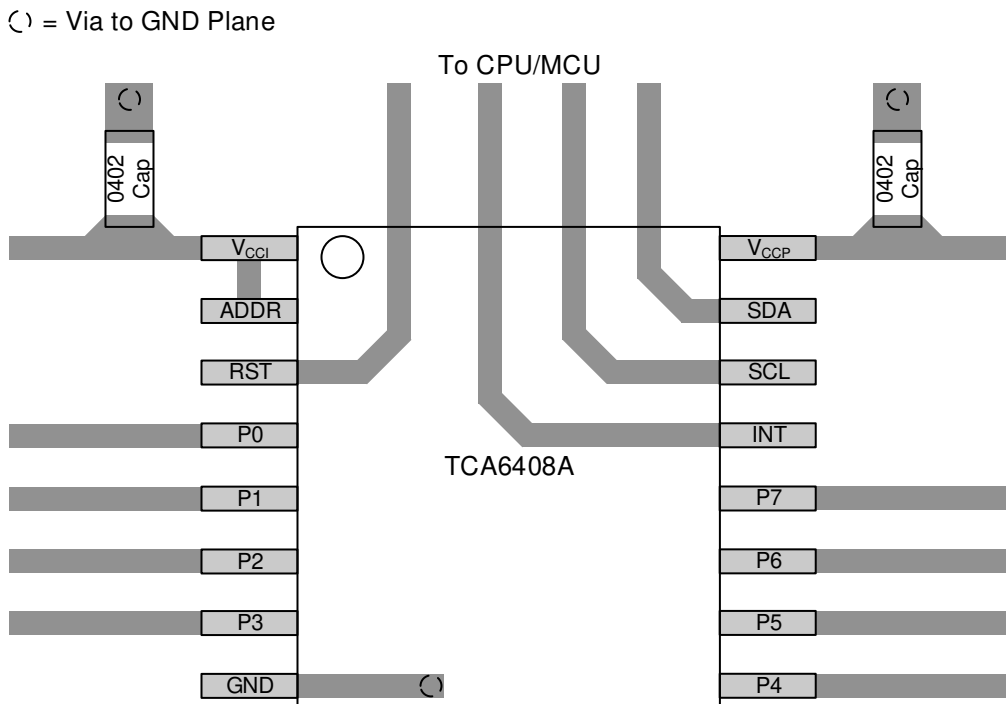 = Via to GND Plane
To CPU/MCU
0402
Cap
0402
Cap
VCCI
VCCP
ADDR
SDA
RST
SCL
P0
INT
TCA6408A
P1
P7
P2
P6
P3
P5
GND
P4